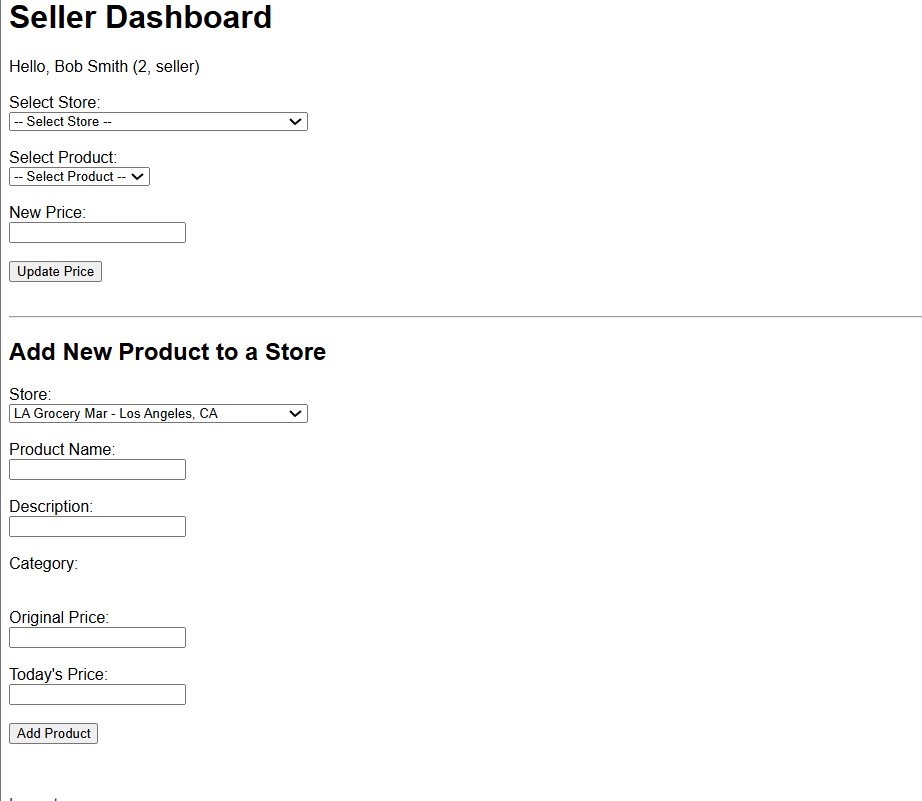 Seller Dashboard
Hello, Bob Smith (2, seller)
Select Store:
-- Select Store --
Select Product:
-- Select Product --
New Price:
Update Price
Add New Product to a Store
Store:
LA Grocery Mar - Los Angeles, CA
Product Name:
Description:
Category:
Original Price:
Today's Price:
Add Product